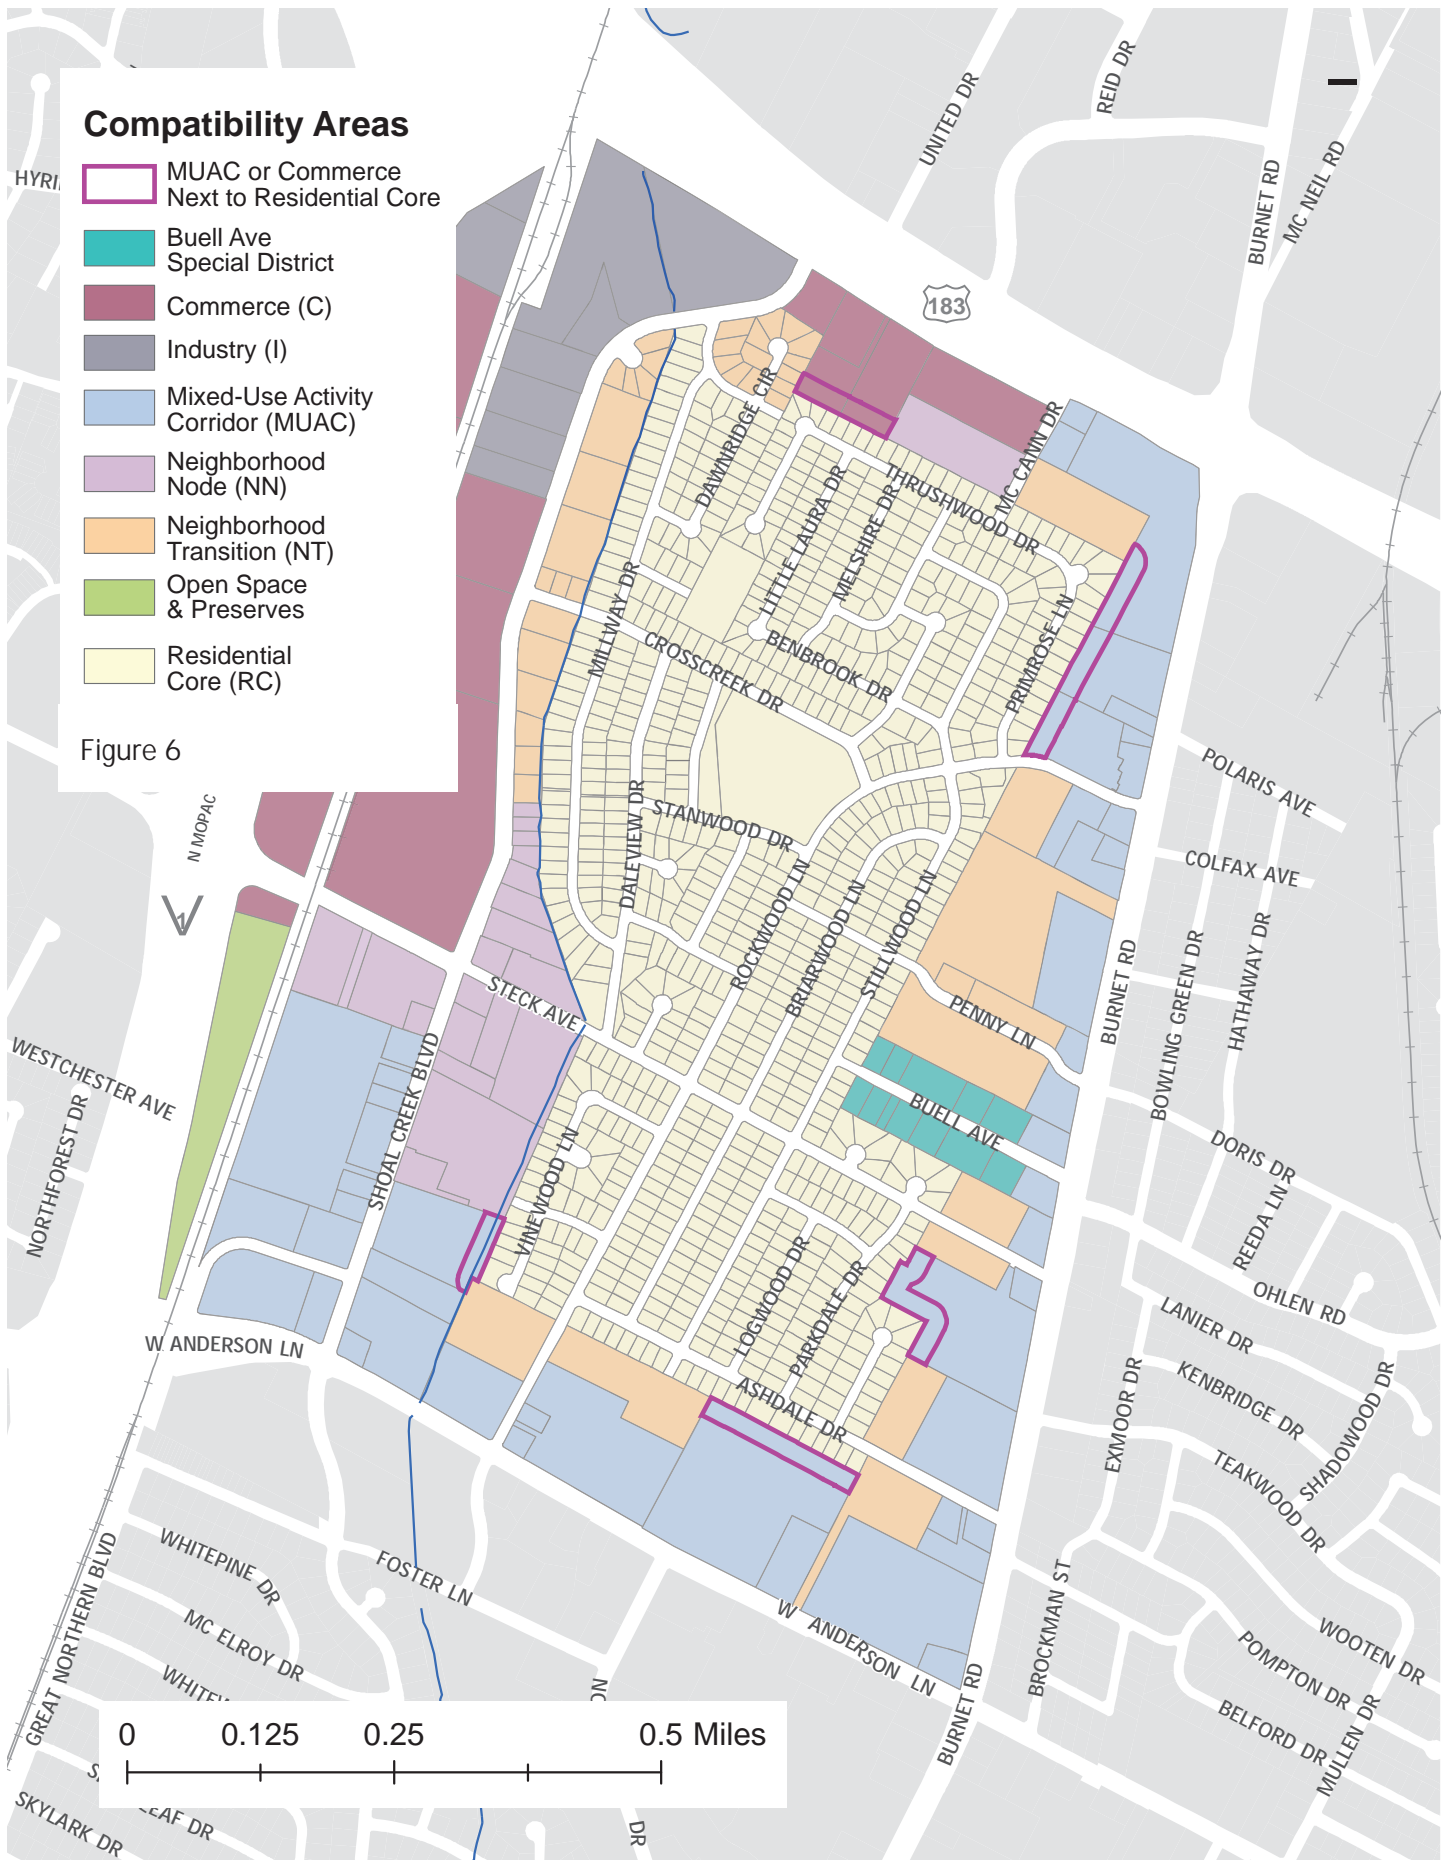 Compatibility Areas
MUAC or Commerce
Next to Residential Core
Buell Ave
Special District
Commerce (C)
Industry (I)
Mixed-Use Activity
Corridor (MUAC)
Neighborhood
Node (NN)
Neighborhood
Transition (NT)
Open Space
& Preserves
Residential
Core (RC)
Figure 6
HYRI
UNITED DR
REID DR
BURNET RD
MC NEIL RD
183
DAWNRIDGE CIR
MC CANN DR
THRUSHWOOD DR
LITTLE LAURA DR
MELSHIRE DR
MILLWAY DR
PRIMROSE LN
CROSSCREEK DR
BENBROOK DR
POLARIS AVE
N MOPAC
1
STANWOOD DR
DALEVIEW DR
COLFAX AVE
ROCKWOOD LN
BRIARWOOD LN
STILLWOOD LN
BURNET RD
BOWLING GREEN DR
HATHAWAY DR
STECK AVE
PENNY LN
WESTCHESTER AVE
NORTHFOREST DR
SHOAL CREEK BLVD
BUELL AVE
DORIS DR
VINEWOOD LN
REEDA LN
OHLEN RD
LOGWOOD DR
PARKDALE DR
LANIER DR
W ANDERSON LN
KENBRIDGE DR
EXMOOR DR
SHADOWOOD DR
ASHDALE DR
TEAKWOOD DR
GREAT NORTHERN BLVD
WHITEPINE DR
FOSTER LN
MC ELROY DR
W ANDERSON LN
BROCKMAN ST
WOOTEN DR
POMPTON DR
BELFORD DR
MULLEN DR
BURNET RD
WHITEW
ON
0 0.125 0.25 0.5 Miles
LEAF DR
SKYLARK DR
DR